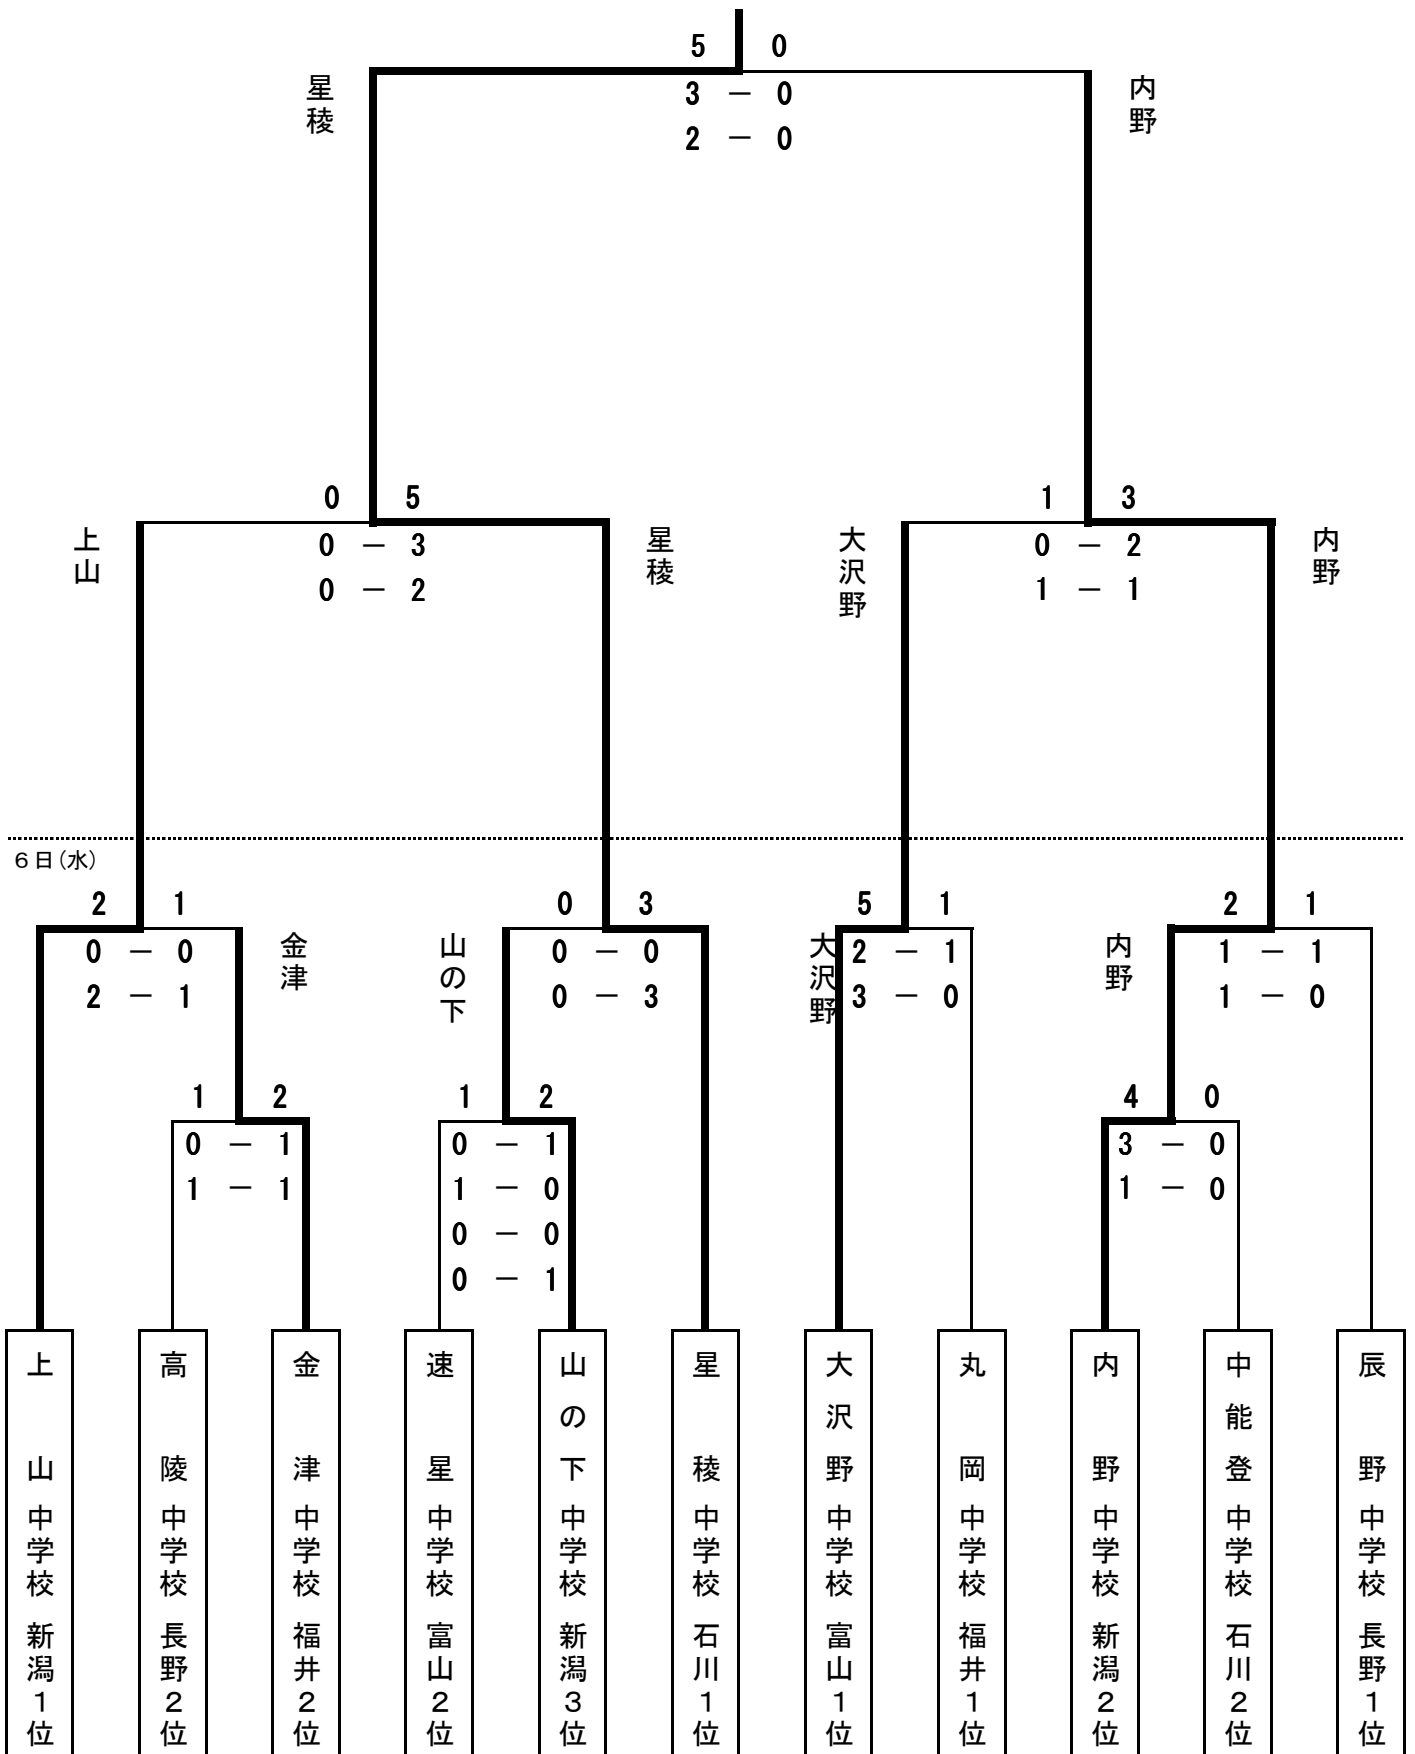 5 0
星稜
内野
3 － 0
2 － 0
0 5
1 3
上山
星稜
大沢野
内野
0 － 3
0 － 2
0 － 2
1 － 1
6日(水)
2 1
0 3
5 1
2 1
金津
山の下
大沢野
内野
0 － 0
2 － 1
0 － 0
0 － 3
2 － 1
3 － 0
1 － 1
1 － 0
1 2
1 2
4 0
0 － 1
1 － 1
0 － 1
1 － 0
0 － 0
0 － 1
3 － 0
1 － 0
上山中学校 新潟1位
高陵中学校 長野2位
金津中学校 福井2位
速星中学校 富山2位
山の下中学校 新潟3位
星稜中学校 石川1位
大沢野中学校 富山1位
丸岡中学校 福井1位
内野中学校 新潟2位
中能登中学校 石川2位
辰野中学校 長野1位